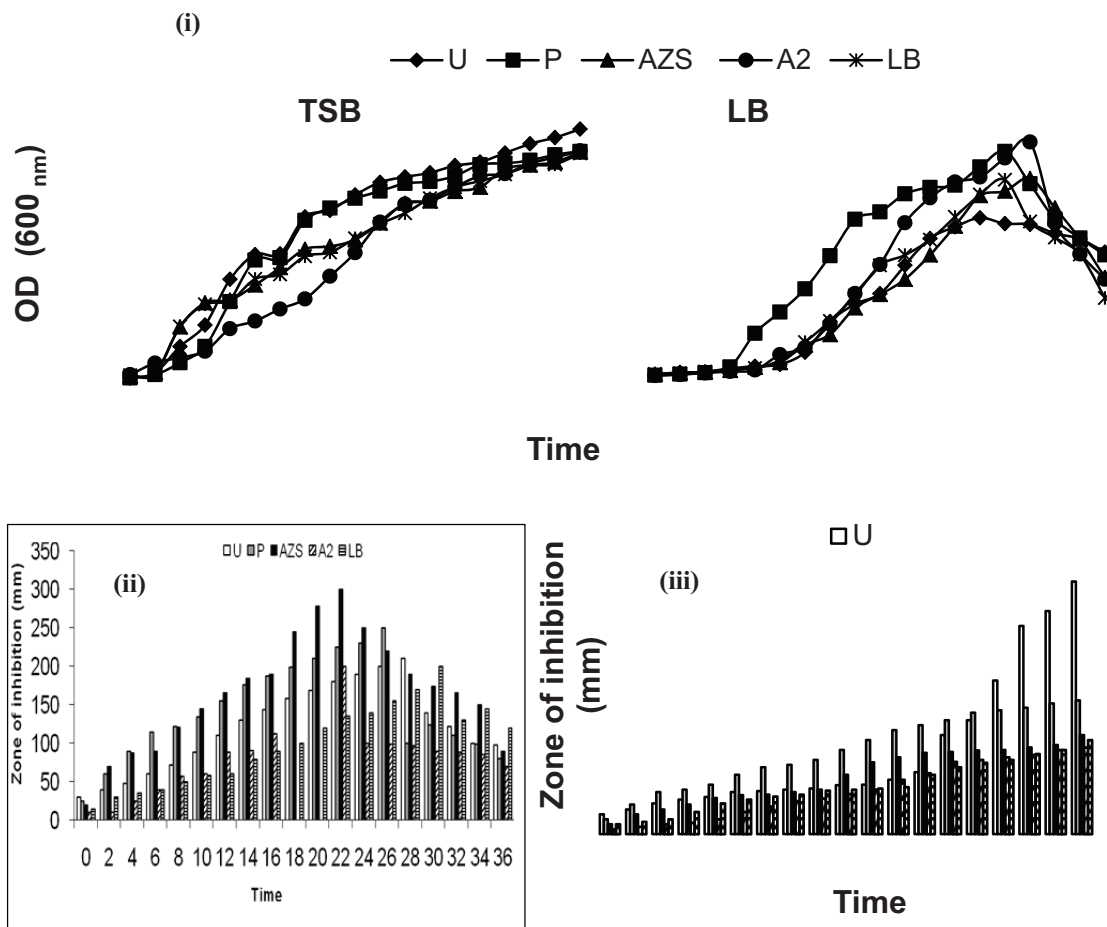 (i)
U P AZS A2 LB
TSB LB
OD (600 nm)
Time
350
300
250
200
150
100
50
0
U P AZS A2 LB
(ii)
Zone of inhibition (mm)
0 2 4 6 8 10 12 14 16 18 20 22 24 26 28 30 32 34 36
Time
U
(iii)
Zone of inhibition
(mm)
Time